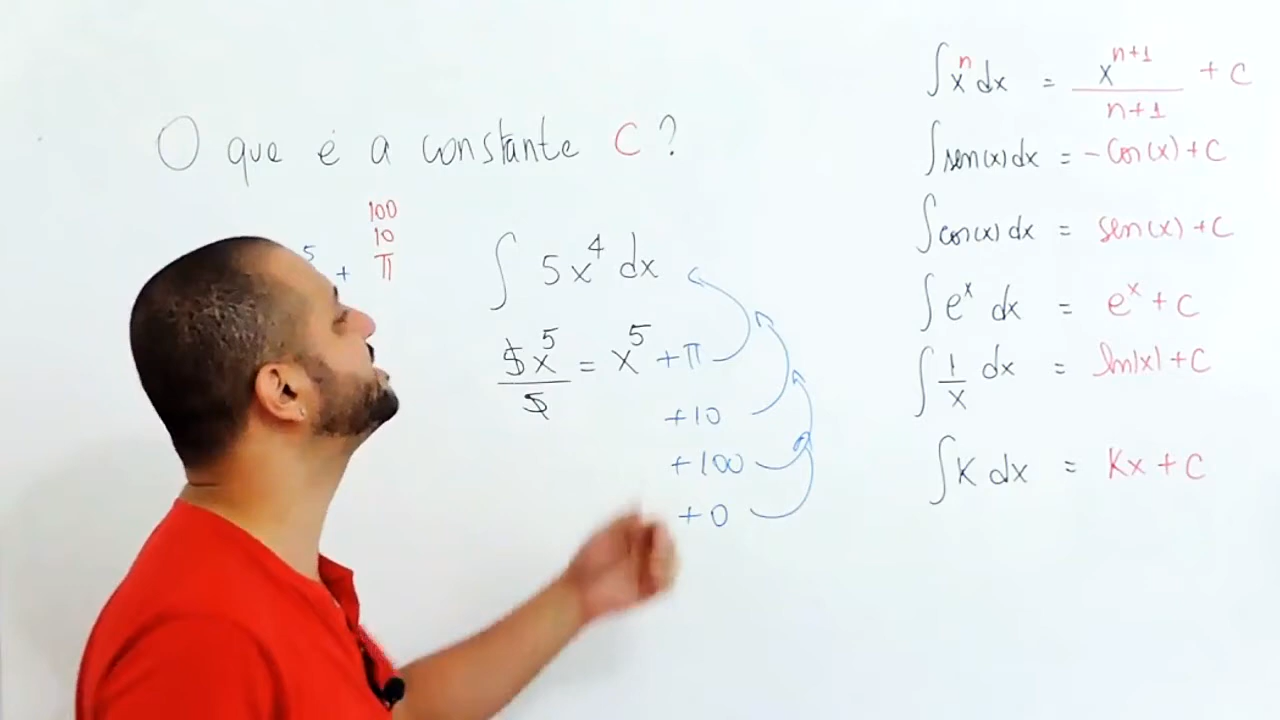 O que é a constante C?
100
10
5 + π
∫ 5x⁴ dx
5x⁵/5 = x⁵ + π
+10
+100
+0
∫ xⁿ dx = xⁿ⁺¹/n+1 + C
∫ sen(x) dx = -cos(x) + C
∫ cos(x) dx = sen(x) + C
∫ eˣ dx = eˣ + C
∫ 1/x dx = ln|x| + C
∫ K dx = Kx + C